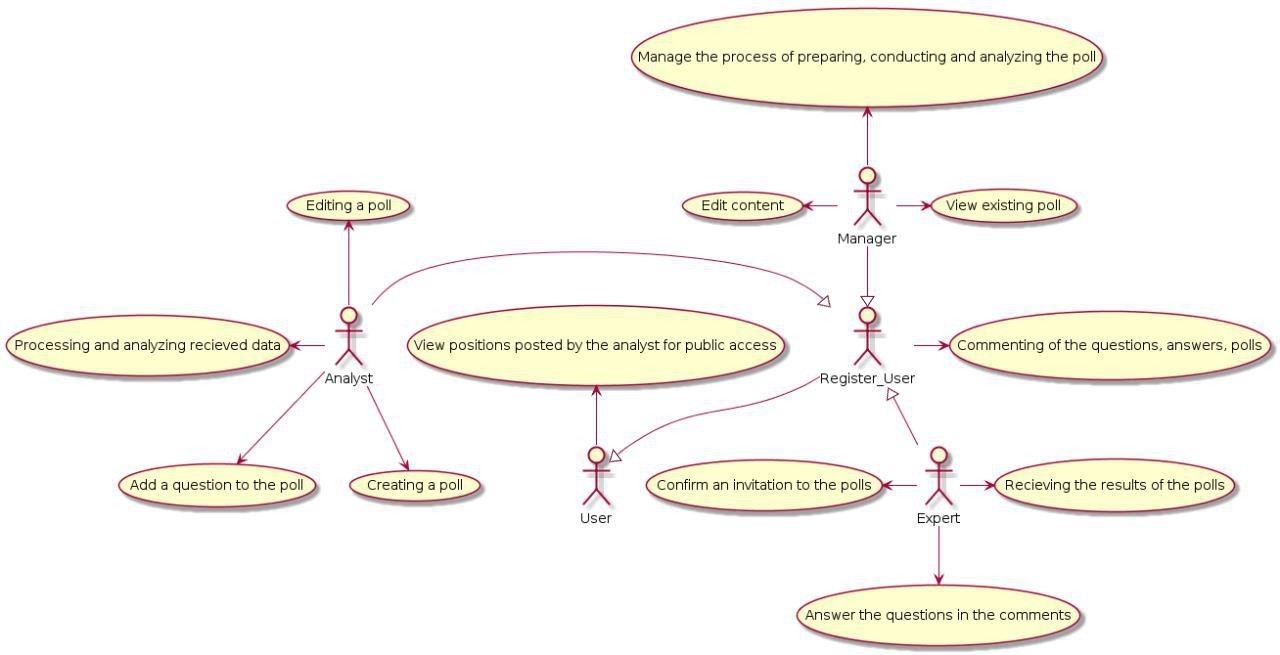 Manage the process of preparing, conducting and analyzing the poll
Editing a poll
Edit content
Manager
View existing poll
Processing and analyzing recieved data
Analyst
View positions posted by the analyst for public access
Register_User
Commenting of the questions, answers, polls
Add a question to the poll
Creating a poll
User
Confirm an invitation to the polls
Expert
Recieving the results of the polls
Answer the questions in the comments